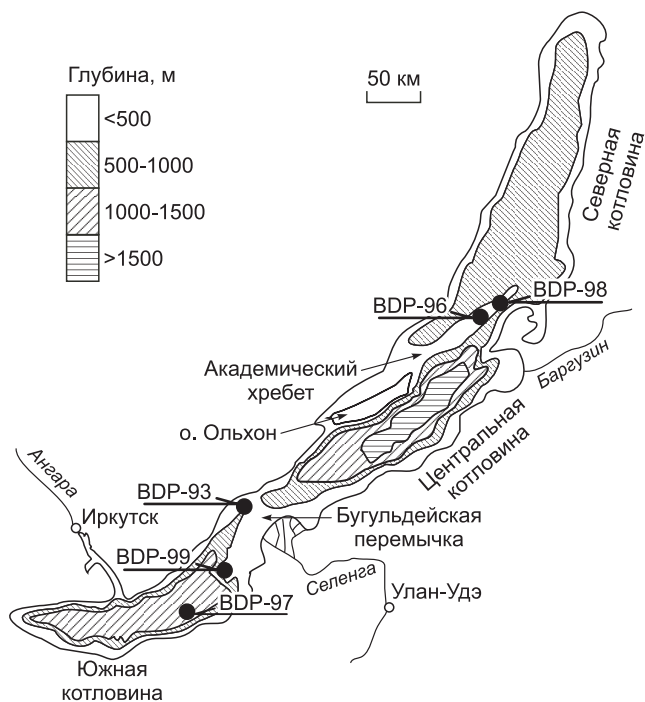 Глубина, м
<500
500-1000
1000-1500
>1500
50 км
Северная
котловина
BDP-98
BDP-96
Академический
хребет
Баргузин
о. Ольхон
Центральная
котловина
Ангара
BDP-93
Иркутск
Бугульдейская
перемычка
BDP-99
Селенга
Улан-Удэ
BDP-97
Южная
котловина